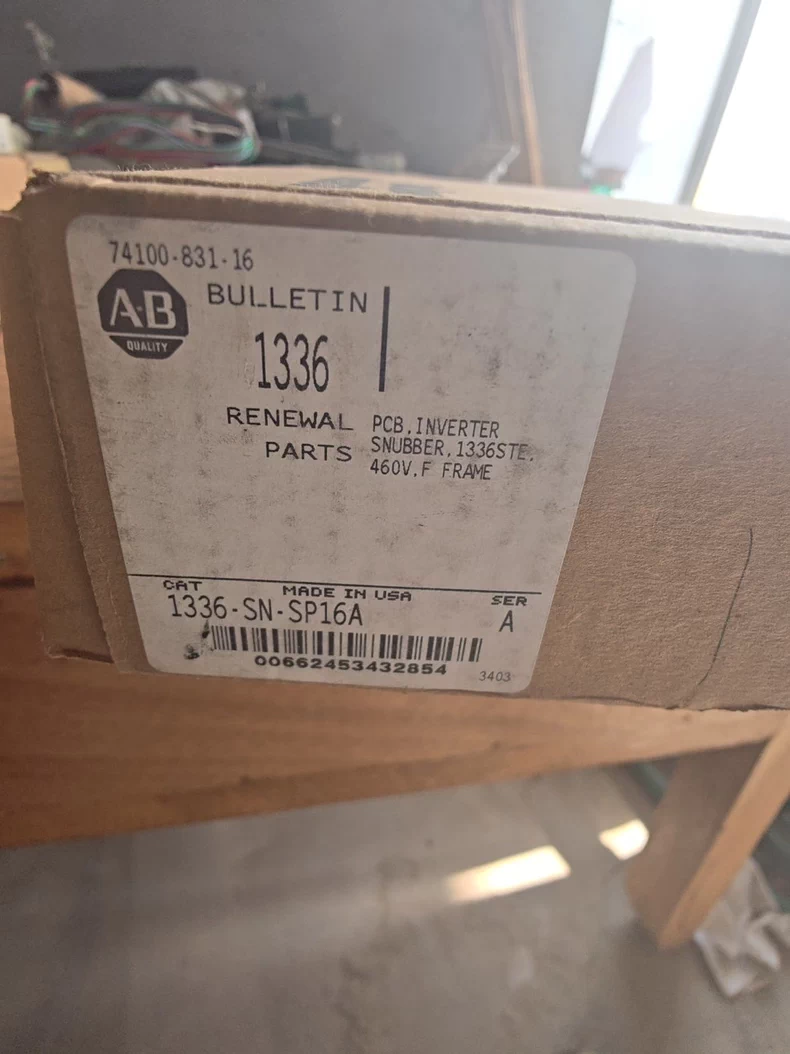 74100-831-16
A·B
QUALITY
BULLETIN
1336
RENEWAL
PARTS
PCB,INVERTER
SNUBBER,1336STE,
460V,F FRAME
CAT
MADE IN USA
SER
1336-SN-SP16A
A
00662453432854
3403